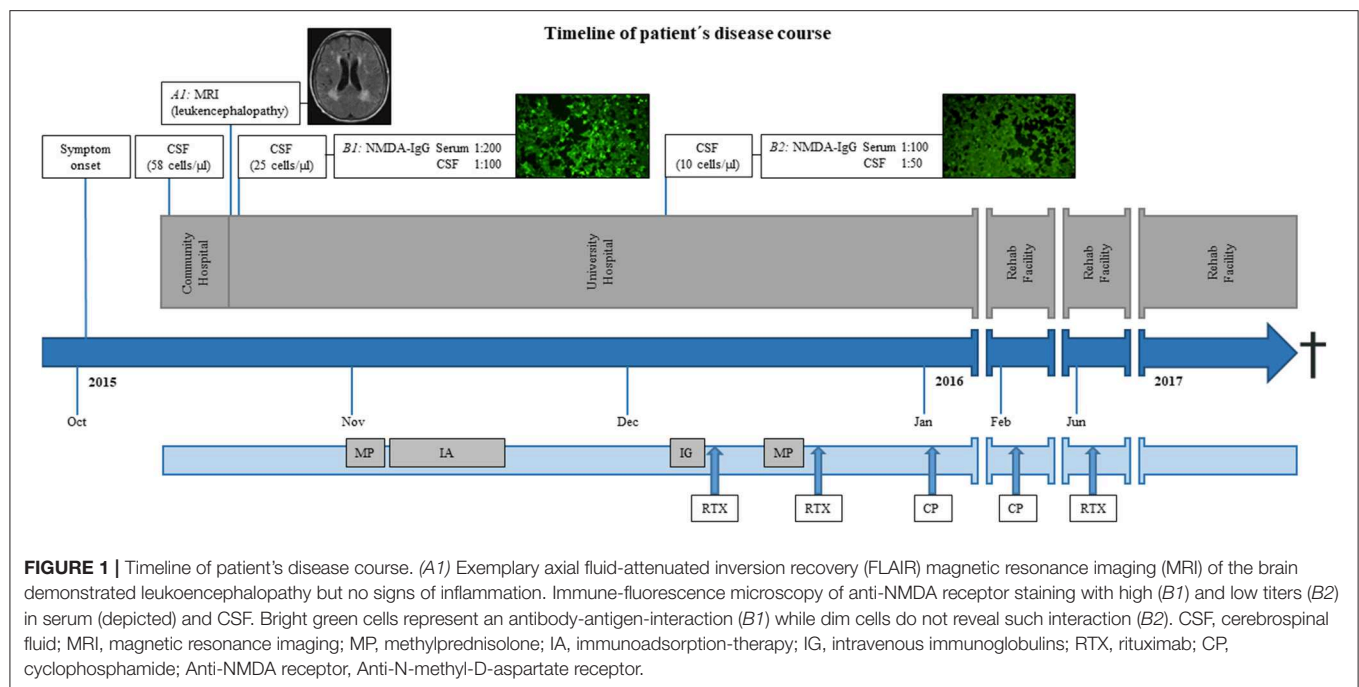 Timeline of patient´s disease course
A1: MRI
(leukencephalopathy)
Symptom
onset
CSF
(58 cells/µl)
CSF
(25 cells/µl)
B1: NMDA-IgG Serum 1:200
CSF 1:100
CSF
(10 cells/µl)
B2: NMDA-IgG Serum 1:100
CSF 1:50
Community
Hospital
University
Hospital
Rehab
Facility
Rehab
Facility
Rehab
Facility
2015
2016
2017
Oct
Nov
Dec
Jan
Feb
Jun
MP
IA
IG
MP
RTX
RTX
CP
CP
RTX
FIGURE 1 | Timeline of patient's disease course. (A1) Exemplary axial fluid-attenuated inversion recovery (FLAIR) magnetic resonance imaging (MRI) of the brain
demonstrated leukoencephalopathy but no signs of inflammation. Immune-fluorescence microscopy of anti-NMDA receptor staining with high (B1) and low titers (B2)
in serum (depicted) and CSF. Bright green cells represent an antibody-antigen-interaction (B1) while dim cells do not reveal such interaction (B2). CSF, cerebrospinal
fluid; MRI, magnetic resonance imaging; MP, methylprednisolone; IA, immunoadsorption-therapy; IG, intravenous immunoglobulins; RTX, rituximab; CP,
cyclophosphamide; Anti-NMDA receptor, Anti-N-methyl-D-aspartate receptor.